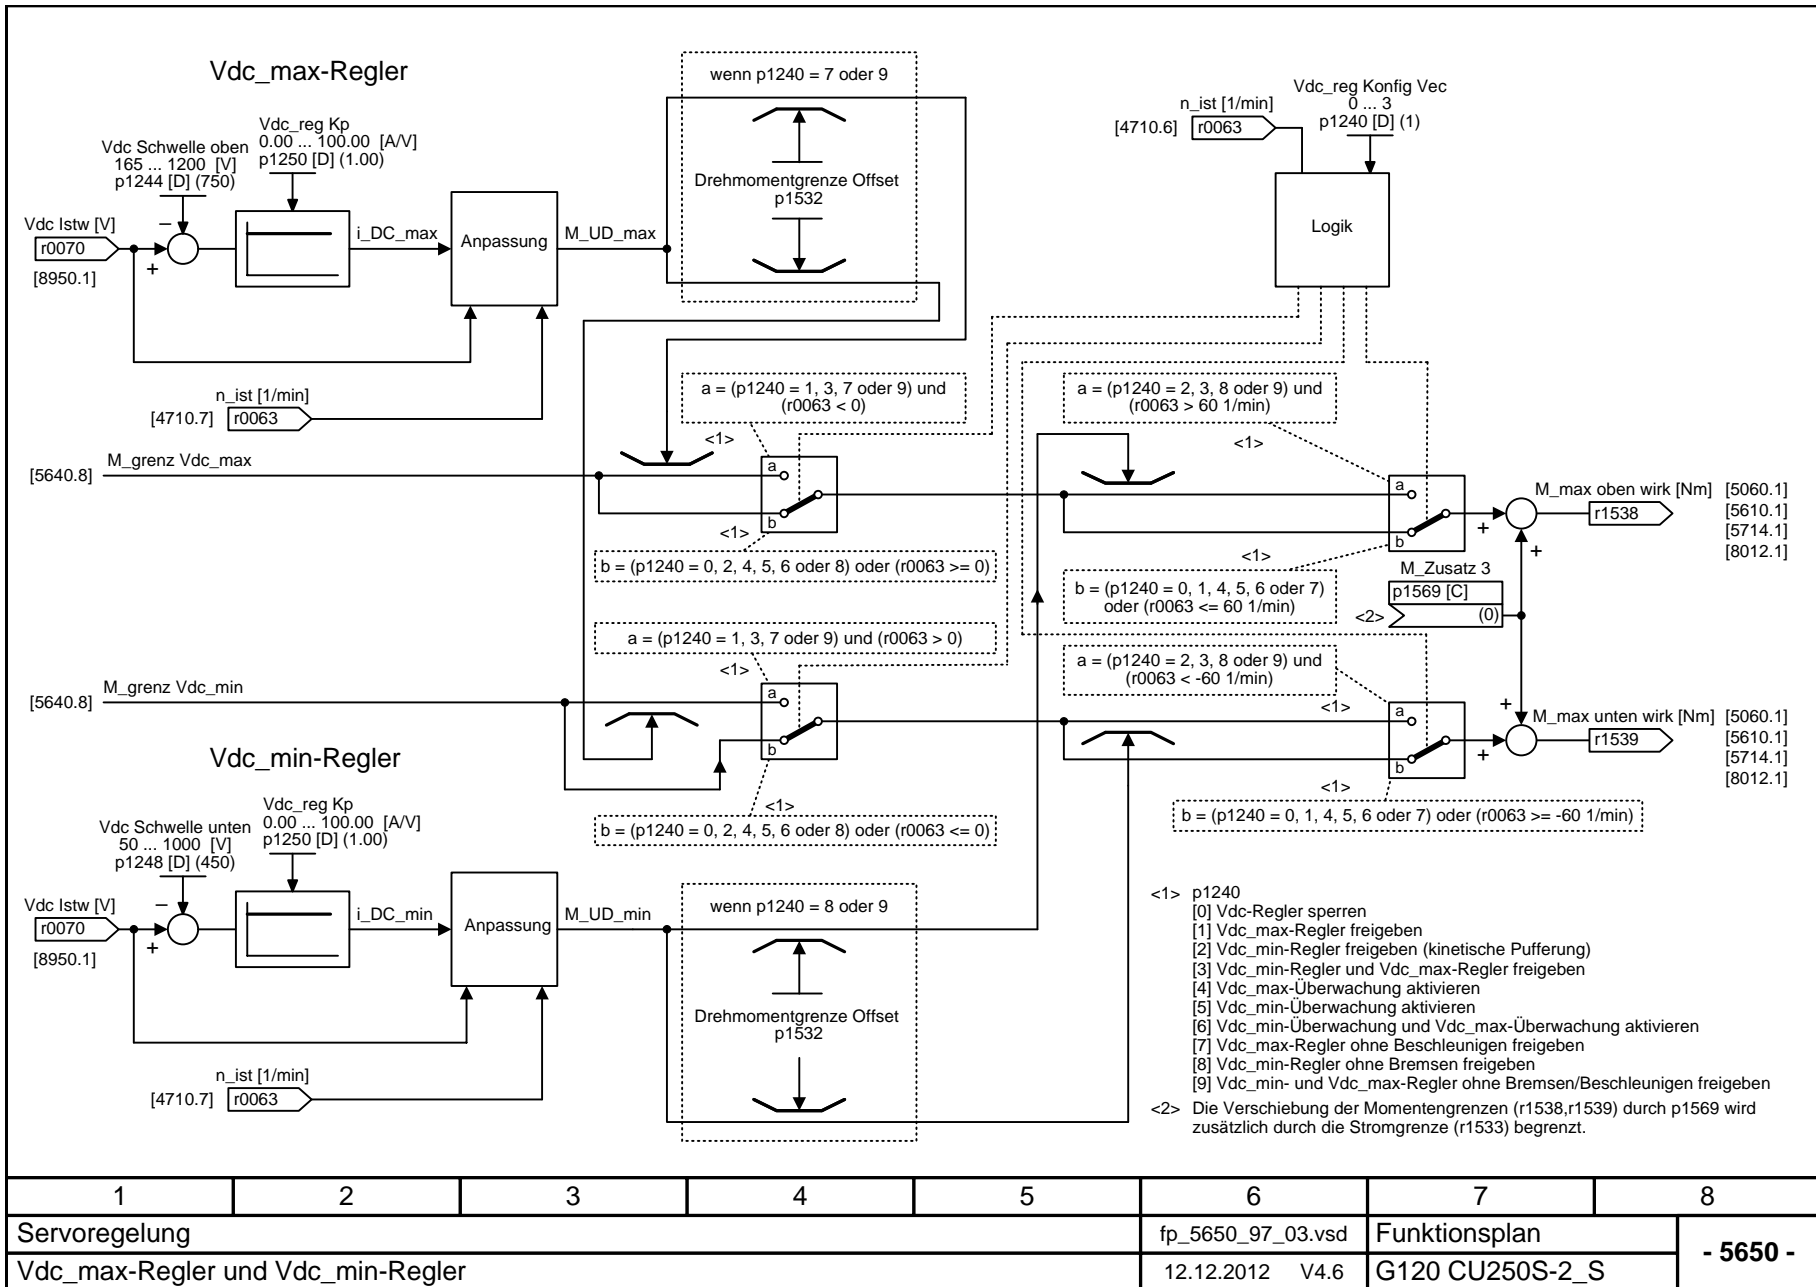 Vdc_max-Regler
wenn p1240 = 7 oder 9
Vdc_reg Konfig Vec
0 ... 3
p1240 [D] (1)
n_ist [1/min]
[4710.6]
r0063
Vdc_reg Kp
0.00 ... 100.00 [A/V]
p1250 [D] (1.00)
Vdc Schwelle oben
165 ... 1200 [V]
p1244 [D] (750)
Drehmomentgrenze Offset
p1532
Logik
Vdc Istw [V]
r0070
[8950.1]
–
+
i_DC_max
Anpassung
M_UD_max
n_ist [1/min]
[4710.7]
r0063
a = (p1240 = 1, 3, 7 oder 9) und
(r0063 < 0)
a = (p1240 = 2, 3, 8 oder 9) und
(r0063 > 60 1/min)
<1>
<1>
[5640.8]
M_grenz Vdc_max
a
b
<1>
b = (p1240 = 0, 2, 4, 5, 6 oder 8) oder (r0063 >= 0)
a
b
<1>
b = (p1240 = 0, 1, 4, 5, 6 oder 7)
oder (r0063 <= 60 1/min)
+
+
M_max oben wirk [Nm]
r1538
[5060.1]
[5610.1]
[5714.1]
[8012.1]
M_Zusatz 3
p1569 [C]
(0)
<2>
a = (p1240 = 1, 3, 7 oder 9) und (r0063 > 0)
<1>
a = (p1240 = 2, 3, 8 oder 9) und
(r0063 < -60 1/min)
<1>
[5640.8]
M_grenz Vdc_min
a
b
<1>
b = (p1240 = 0, 2, 4, 5, 6 oder 8) oder (r0063 <= 0)
a
b
<1>
b = (p1240 = 0, 1, 4, 5, 6 oder 7) oder (r0063 >= -60 1/min)
+
+
M_max unten wirk [Nm]
r1539
[5060.1]
[5610.1]
[5714.1]
[8012.1]
Vdc_min-Regler
Vdc_reg Kp
0.00 ... 100.00 [A/V]
p1250 [D] (1.00)
Vdc Schwelle unten
50 ... 1000 [V]
p1248 [D] (450)
Vdc Istw [V]
r0070
[8950.1]
–
+
i_DC_min
Anpassung
M_UD_min
wenn p1240 = 8 oder 9
Drehmomentgrenze Offset
p1532
n_ist [1/min]
[4710.7]
r0063
<1> p1240
[0] Vdc-Regler sperren
[1] Vdc_max-Regler freigeben
[2] Vdc_min-Regler freigeben (kinetische Pufferung)
[3] Vdc_min-Regler und Vdc_max-Regler freigeben
[4] Vdc_max-Überwachung aktivieren
[5] Vdc_min-Überwachung aktivieren
[6] Vdc_min-Überwachung und Vdc_max-Überwachung aktivieren
[7] Vdc_max-Regler ohne Beschleunigen freigeben
[8] Vdc_min-Regler ohne Bremsen freigeben
[9] Vdc_min- und Vdc_max-Regler ohne Bremsen/Beschleunigen freigeben
<2> Die Verschiebung der Momentengrenzen (r1538,r1539) durch p1569 wird
zusätzlich durch die Stromgrenze (r1533) begrenzt.
1 2 3 4 5 6 7 8
Servoregelung
fp_5650_97_03.vsd
Funktionsplan
- 5650 -
Vdc_max-Regler und Vdc_min-Regler
12.12.2012 V4.6
G120 CU250S-2_S